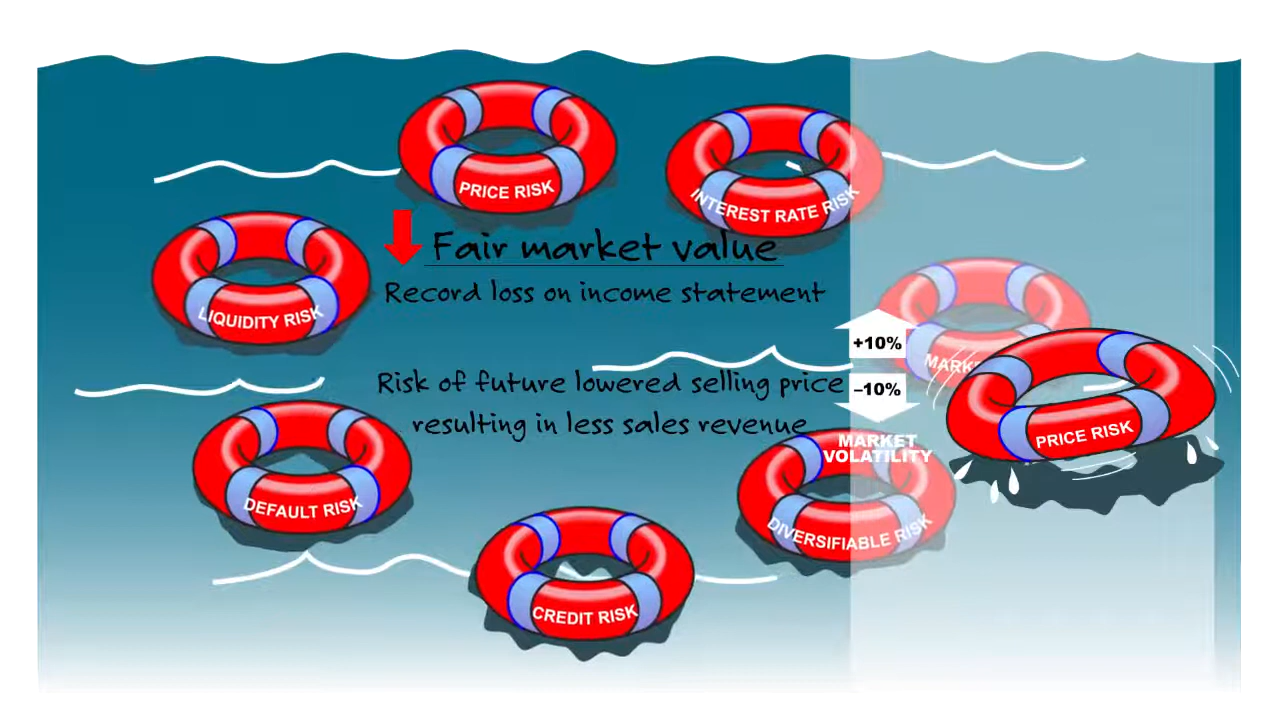 PRICE RISK
INTEREST RATE RISK
Fair market value
Record loss on income statement
LIQUIDITY RISK
+10%
Risk of future lowered selling price
–10%
resulting in less sales revenue
PRICE RISK
MARKET
VOLATILITY
DEFAULT RISK
DIVERSIFIABLE RISK
CREDIT RISK